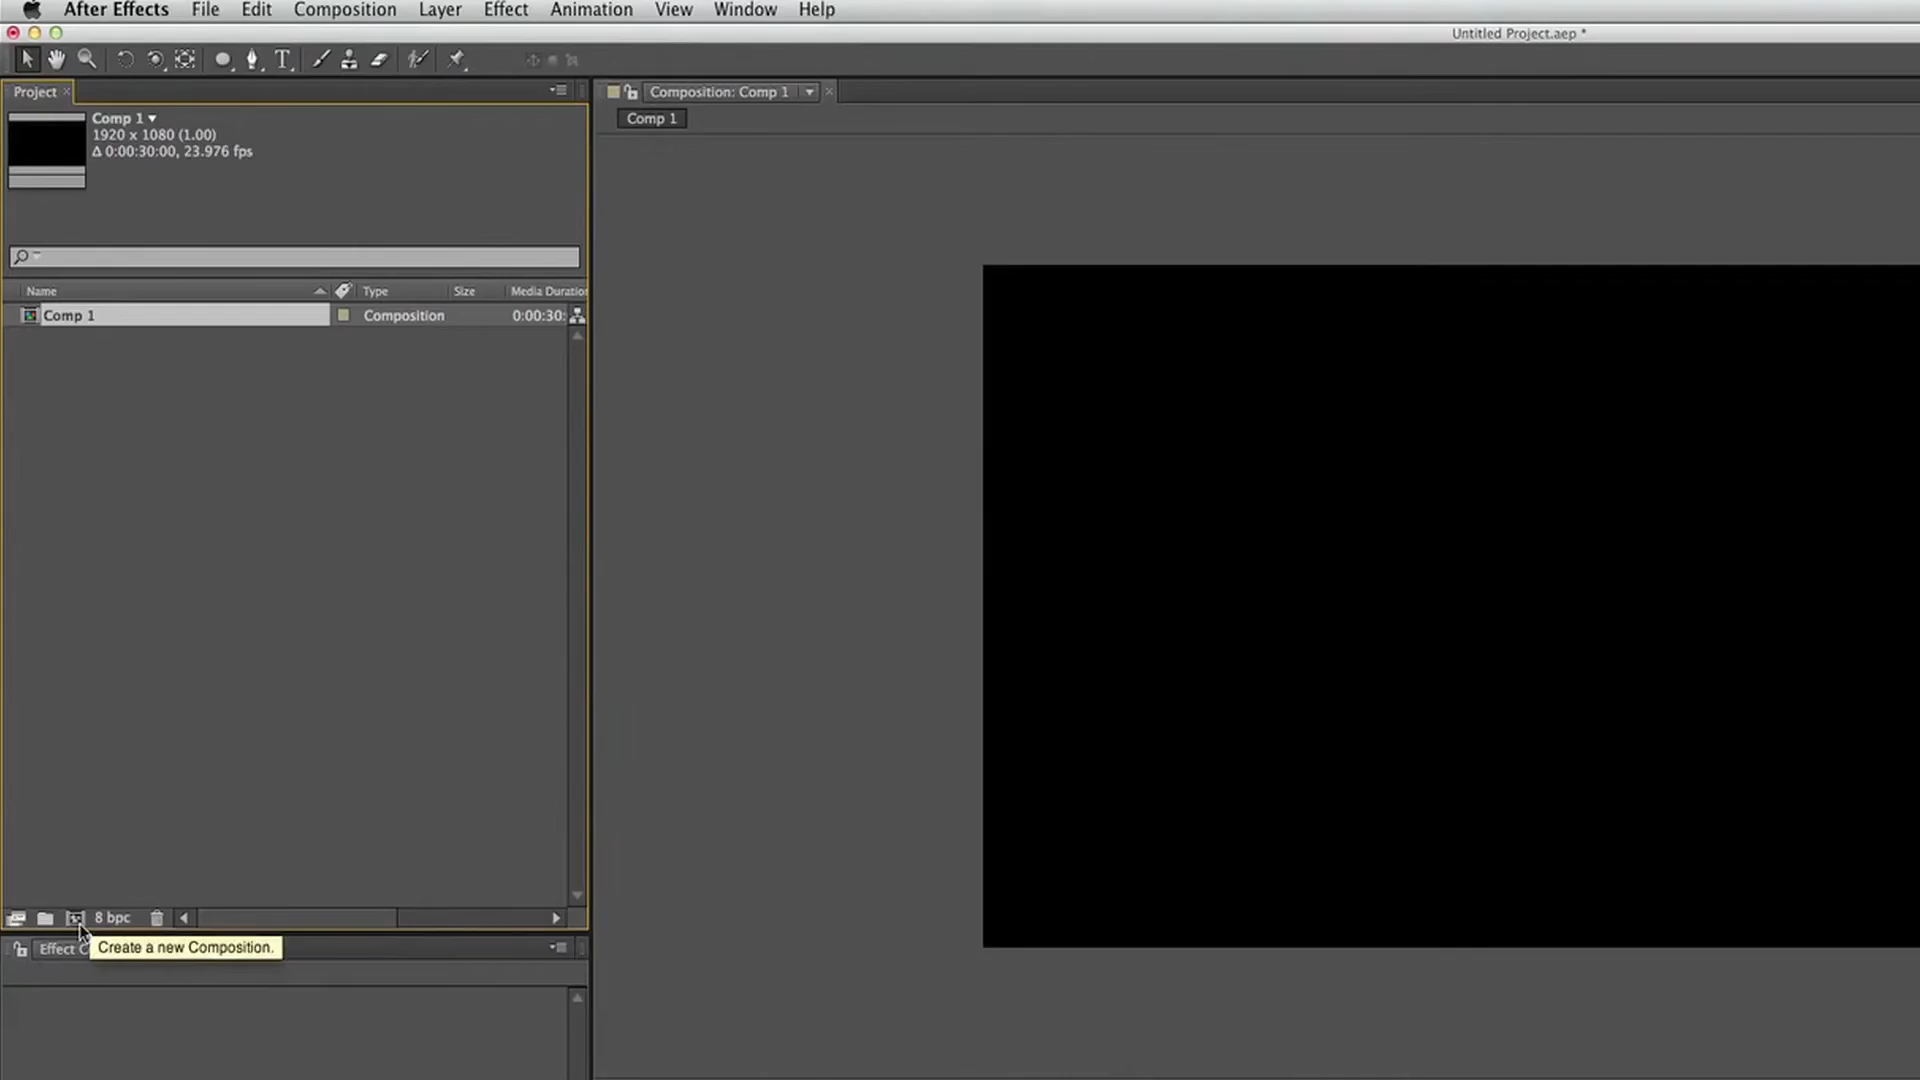 After Effects File Edit Composition Layer Effect Animation View Window Help
Untitled Project.aep *
Project
Composition: Comp 1
Comp 1
1920 x 1080 (1.00)
Δ 0:00:30:00, 23.976 fps
Comp 1
Name Type Size Media Duratio
Comp 1 Composition 0:00:30:
8 bpc
Effect C
Create a new Composition.